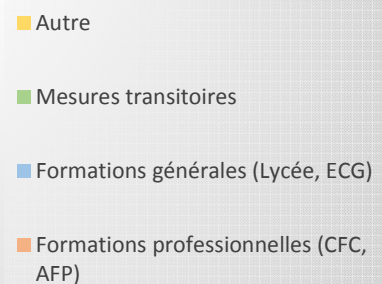 Autre
Mesures transitoires
Formations générales (Lycée, ECG)
Formations professionnelles (CFC,
AFP)